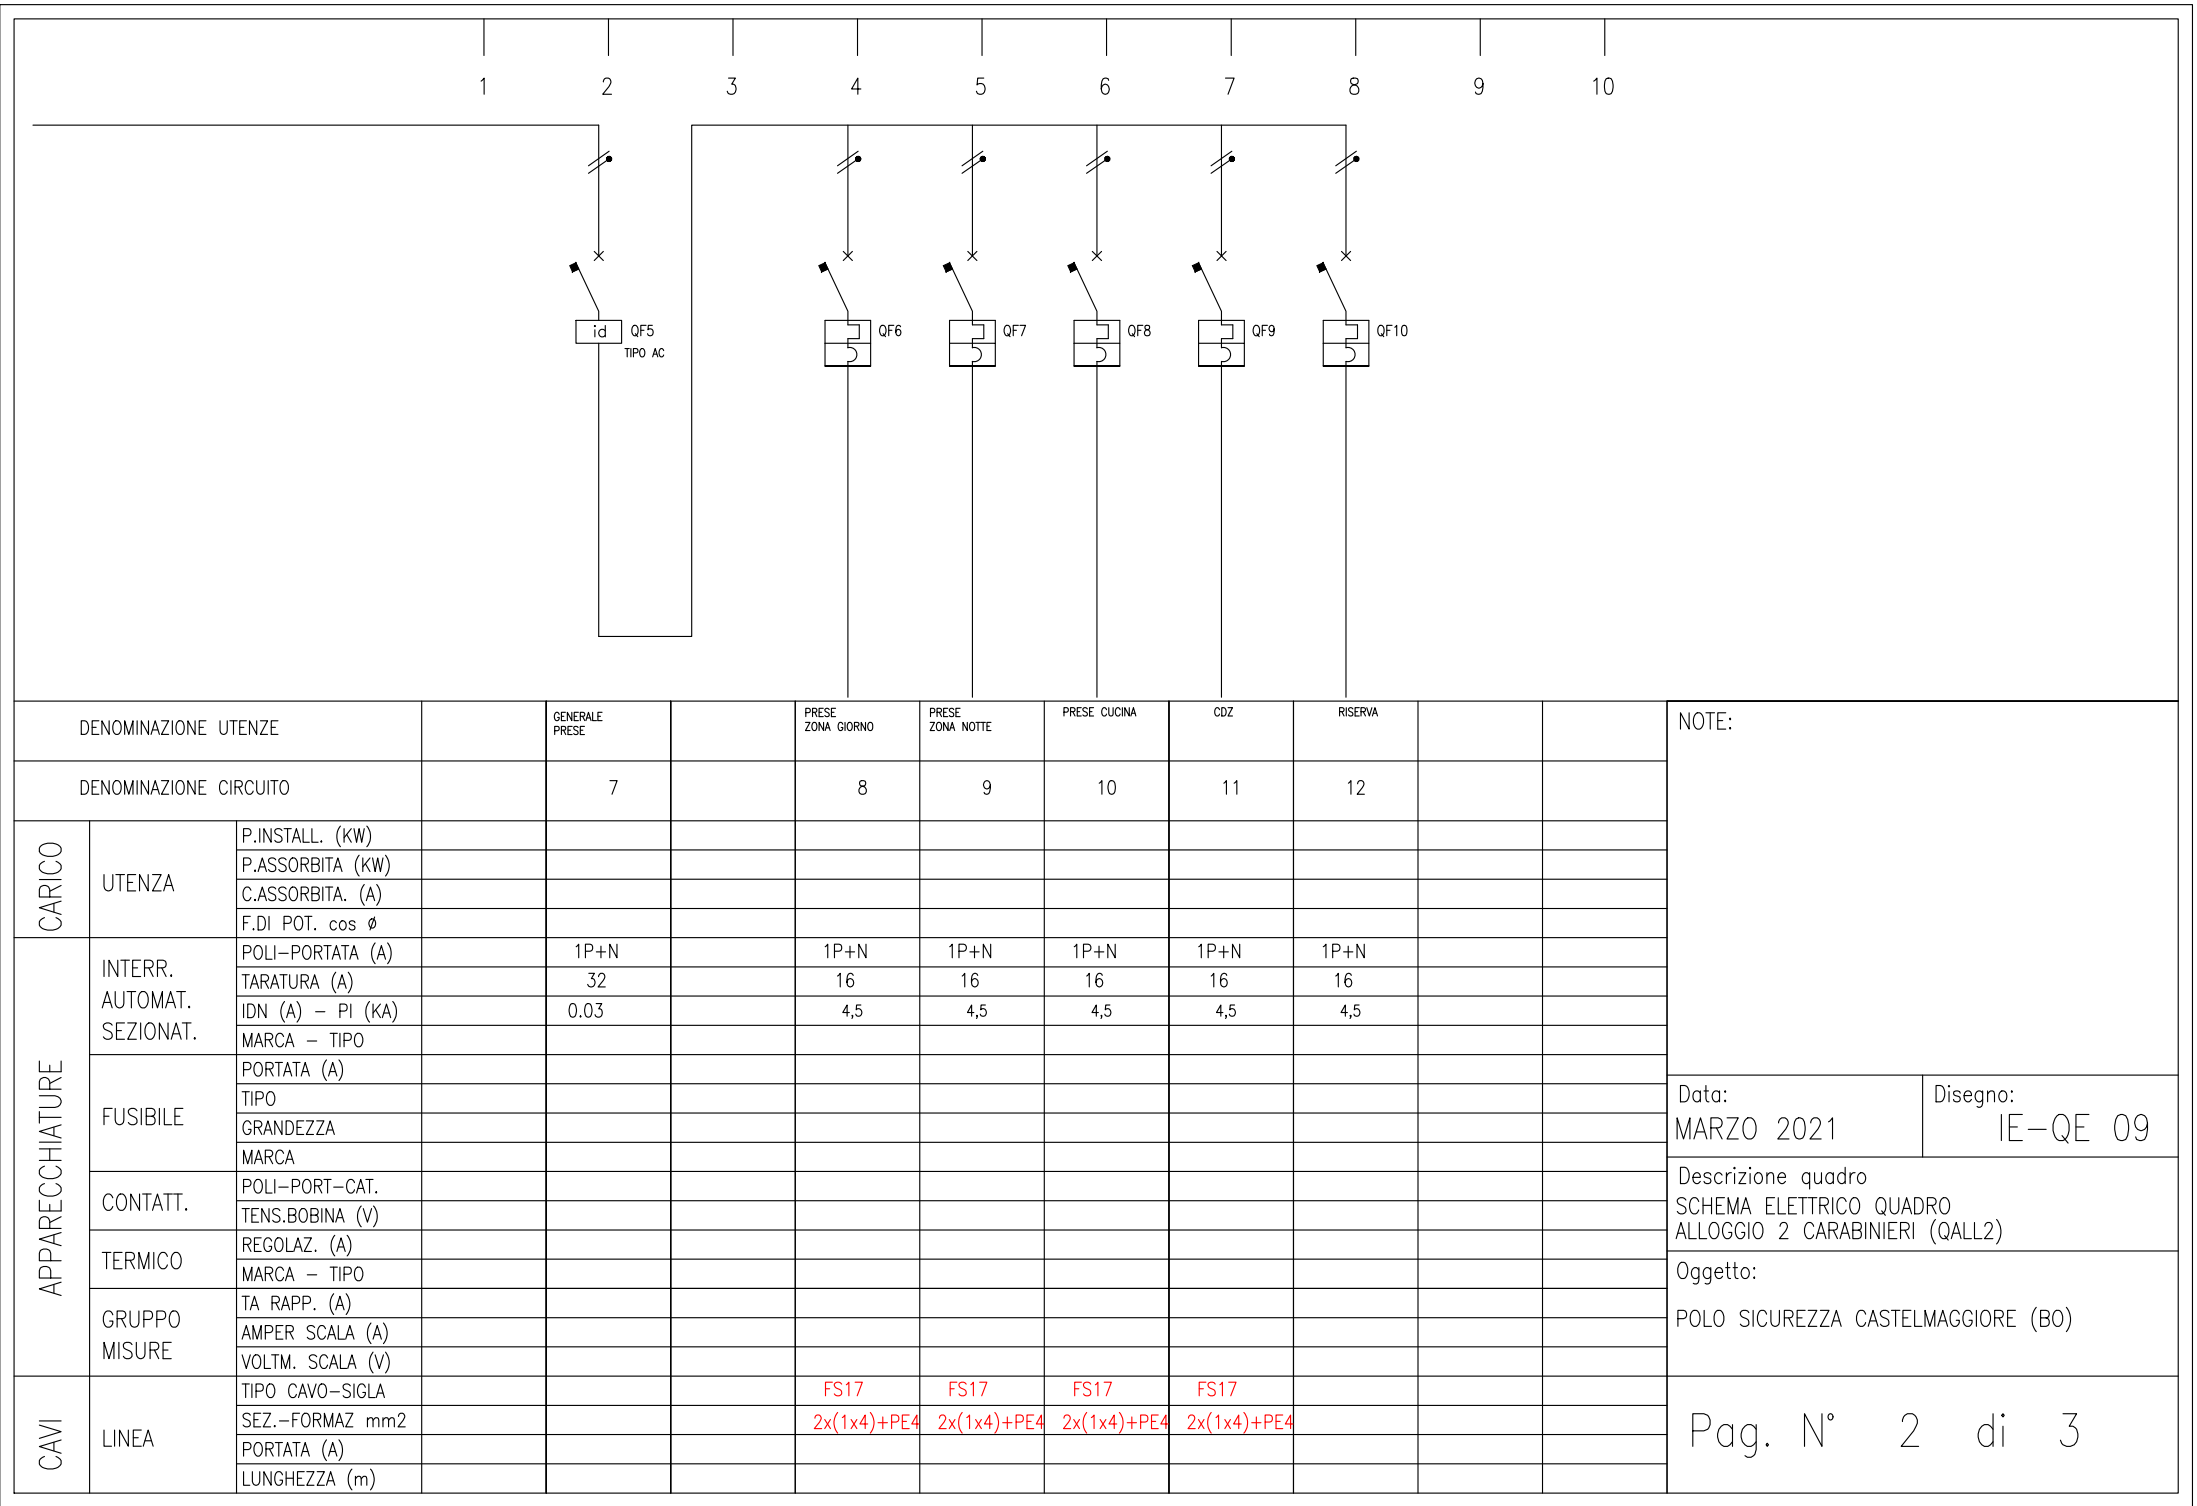 1 2 3 4 5 6 7 8 9 10
id QF5
TIPO AC
QF6 QF7 QF8 QF9 QF10
DENOMINAZIONE UTENZE
GENERALE
PRESE
PRESE
ZONA GIORNO
PRESE
ZONA NOTTE
PRESE CUCINA
CDZ
RISERVA
DENOMINAZIONE CIRCUITO 7 8 9 10 11 12
CARICO
UTENZA
P.INSTALL. (KW)
P.ASSORBITA (KW)
C.ASSORBITA. (A)
F.DI POT. cos ø
APPARECCHIATURE
INTERR.
AUTOMAT.
SEZIONAT.
POLI-PORTATA (A) 1P+N 1P+N 1P+N 1P+N 1P+N 1P+N
TARATURA (A) 32 16 16 16 16 16
IDN (A) - PI (KA) 0.03 4,5 4,5 4,5 4,5 4,5
MARCA - TIPO
FUSIBILE
PORTATA (A)
TIPO
GRANDEZZA
MARCA
CONTATT.
POLI-PORT-CAT.
TENS.BOBINA (V)
TERMICO
REGOLAZ. (A)
MARCA - TIPO
GRUPPO
MISURE
TA RAPP. (A)
AMPER SCALA (A)
VOLTM. SCALA (V)
CAVI
LINEA
TIPO CAVO-SIGLA FS17 FS17 FS17 FS17
SEZ.-FORMAZ mm2 2x(1x4)+PE4 2x(1x4)+PE4 2x(1x4)+PE4 2x(1x4)+PE4
PORTATA (A)
LUNGHEZZA (m)
NOTE:
Data:
MARZO 2021
Disegno:
IE-QE 09
Descrizione quadro
SCHEMA ELETTRICO QUADRO
ALLOGGIO 2 CARABINIERI (QALL2)
Oggetto:
POLO SICUREZZA CASTELMAGGIORE (BO)
Pag. N° 2 di 3